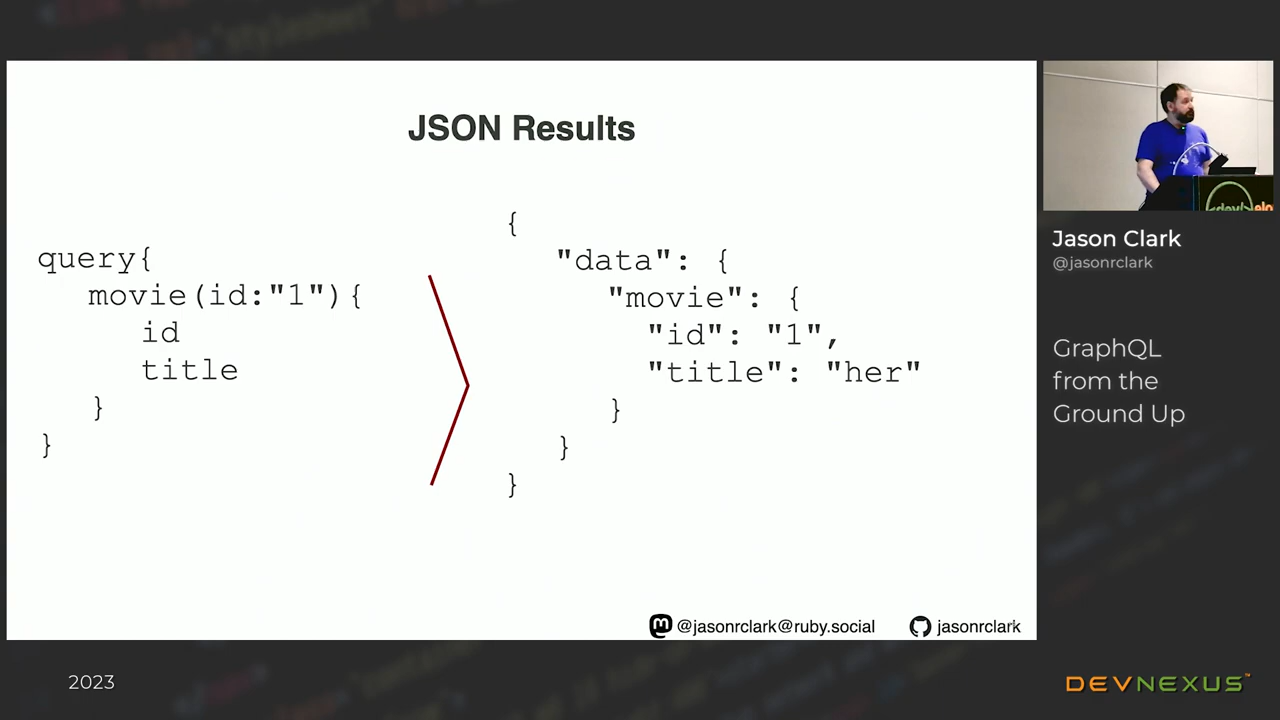 JSON Results
query{
movie(id:"1"){
id
title
}
}
{
"data": {
"movie": {
"id": "1",
"title": "her"
}
}
}
@jasonrclark@ruby.social
jasonrclark
Jason Clark
@jasonrclark
GraphQL
from the
Ground Up
2023
DEVNEXUS™